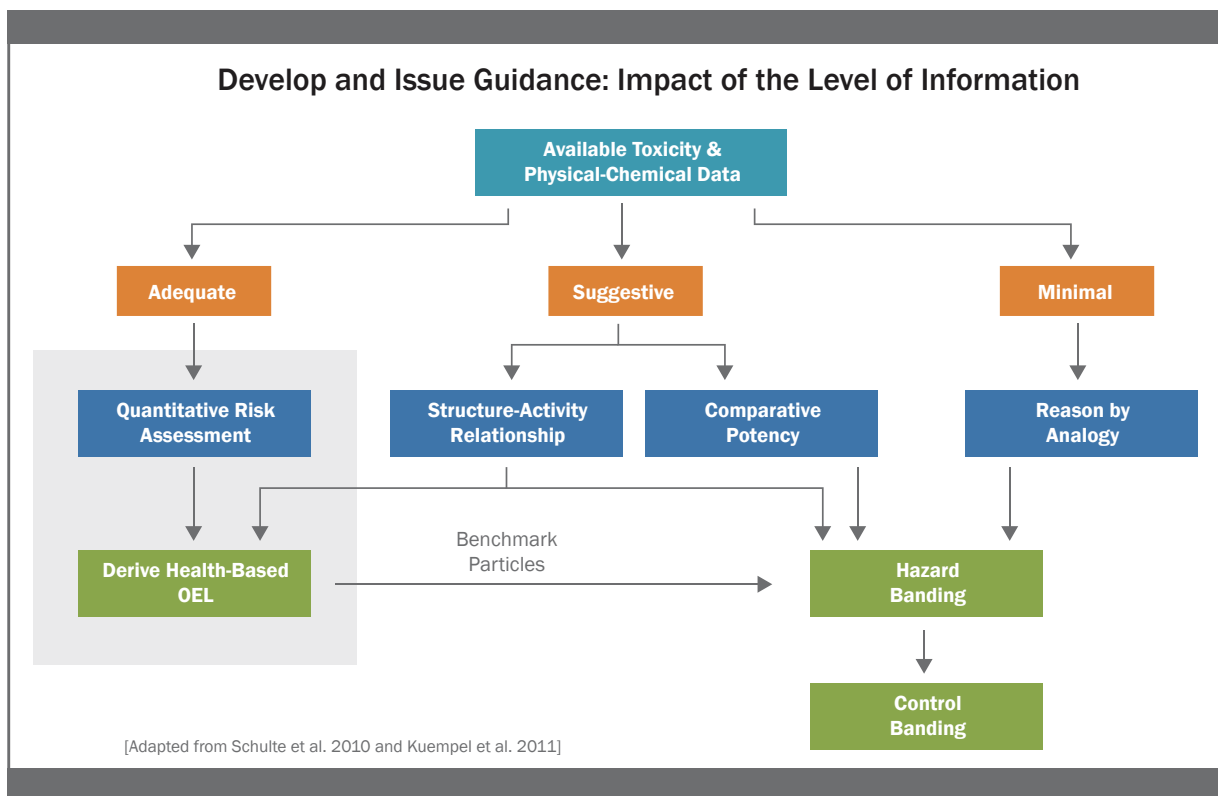 Develop and Issue Guidance: Impact of the Level of Information
Available Toxicity &
Physical-Chemical Data
Adequate
Suggestive
Minimal
Quantitative Risk
Assessment
Structure-Activity
Relationship
Comparative
Potency
Reason by
Analogy
Benchmark
Particles
Derive Health-Based
OEL
Hazard
Banding
Control
Banding
[Adapted from Schulte et al. 2010 and Kuempel et al. 2011]